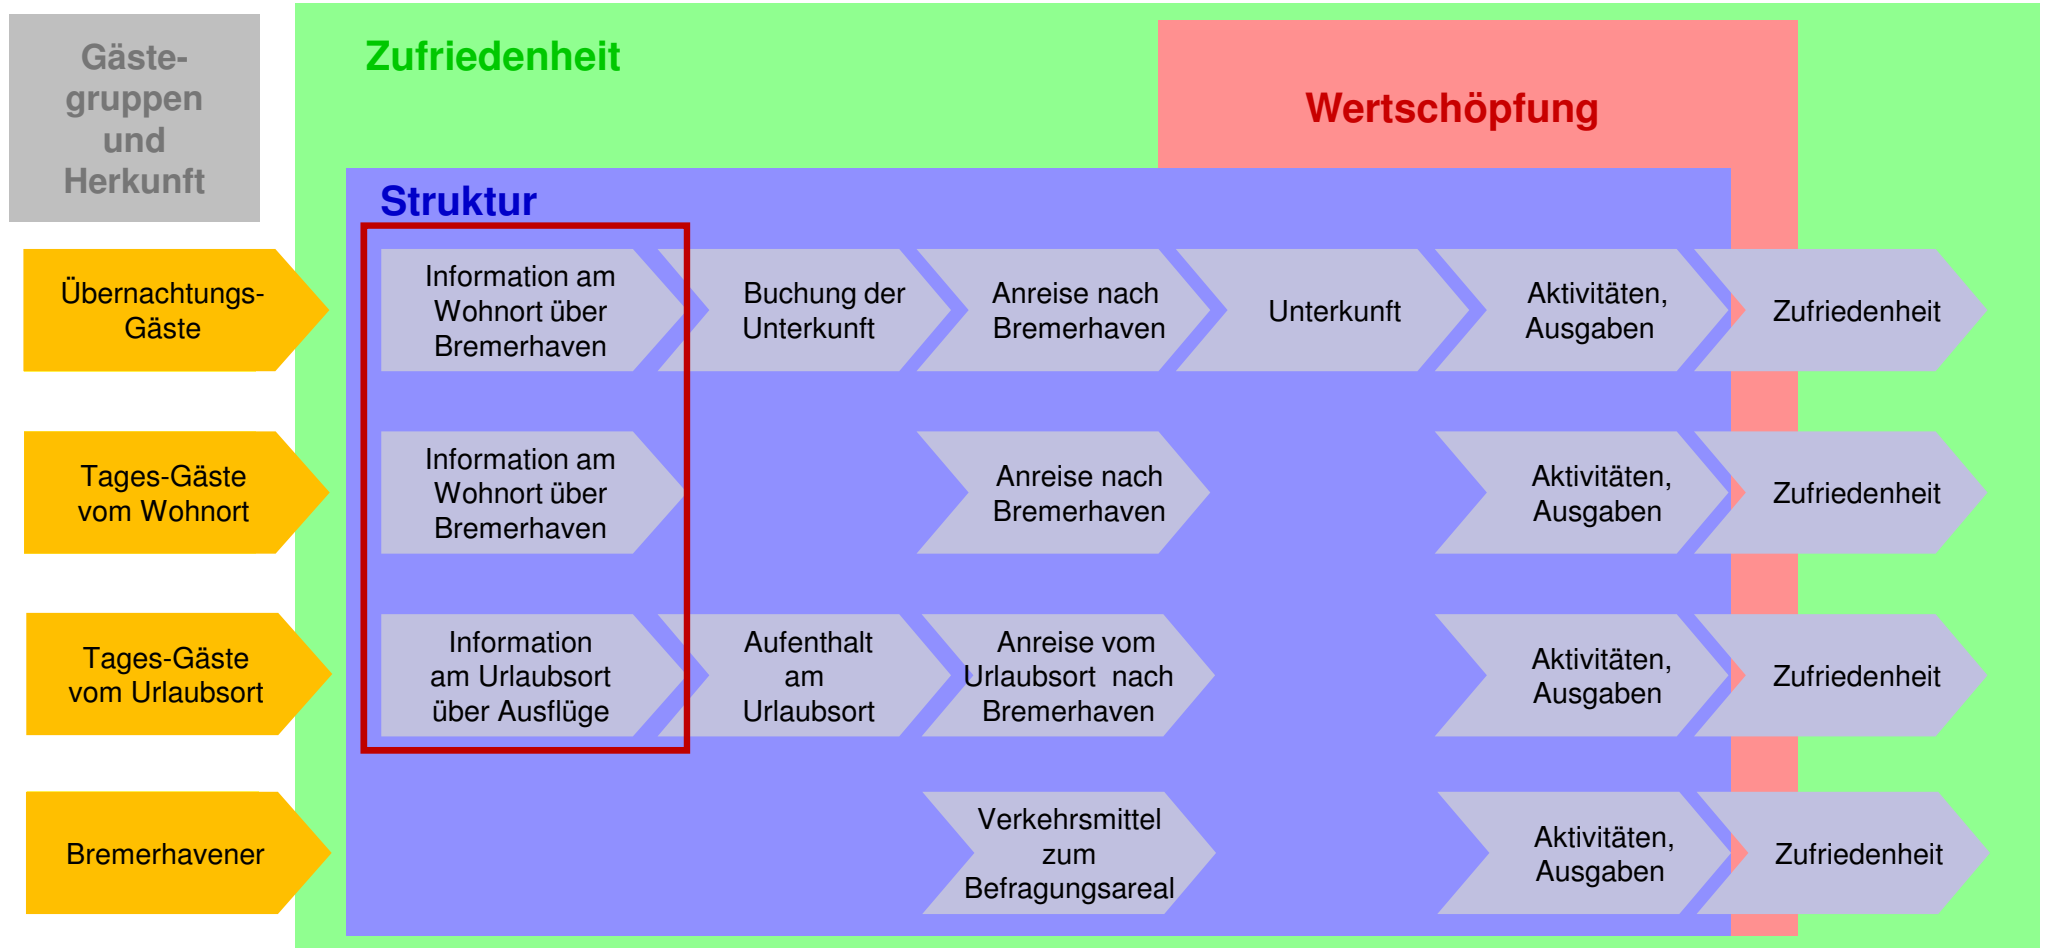 Gäste-
gruppen
und
Herkunft
Zufriedenheit
Wertschöpfung
Struktur
Übernachtungs-
Gäste
Information am
Wohnort über
Bremerhaven
Buchung der
Unterkunft
Anreise nach
Bremerhaven
Unterkunft
Aktivitäten,
Ausgaben
Zufriedenheit
Tages-Gäste
vom Wohnort
Information am
Wohnort über
Bremerhaven
Anreise nach
Bremerhaven
Aktivitäten,
Ausgaben
Zufriedenheit
Tages-Gäste
vom Urlaubsort
Information
am Urlaubsort
über Ausflüge
Aufenthalt
am
Urlaubsort
Anreise vom
Urlaubsort nach
Bremerhaven
Aktivitäten,
Ausgaben
Zufriedenheit
Bremerhavener
Verkehrsmittel
zum
Befragungsareal
Aktivitäten,
Ausgaben
Zufriedenheit